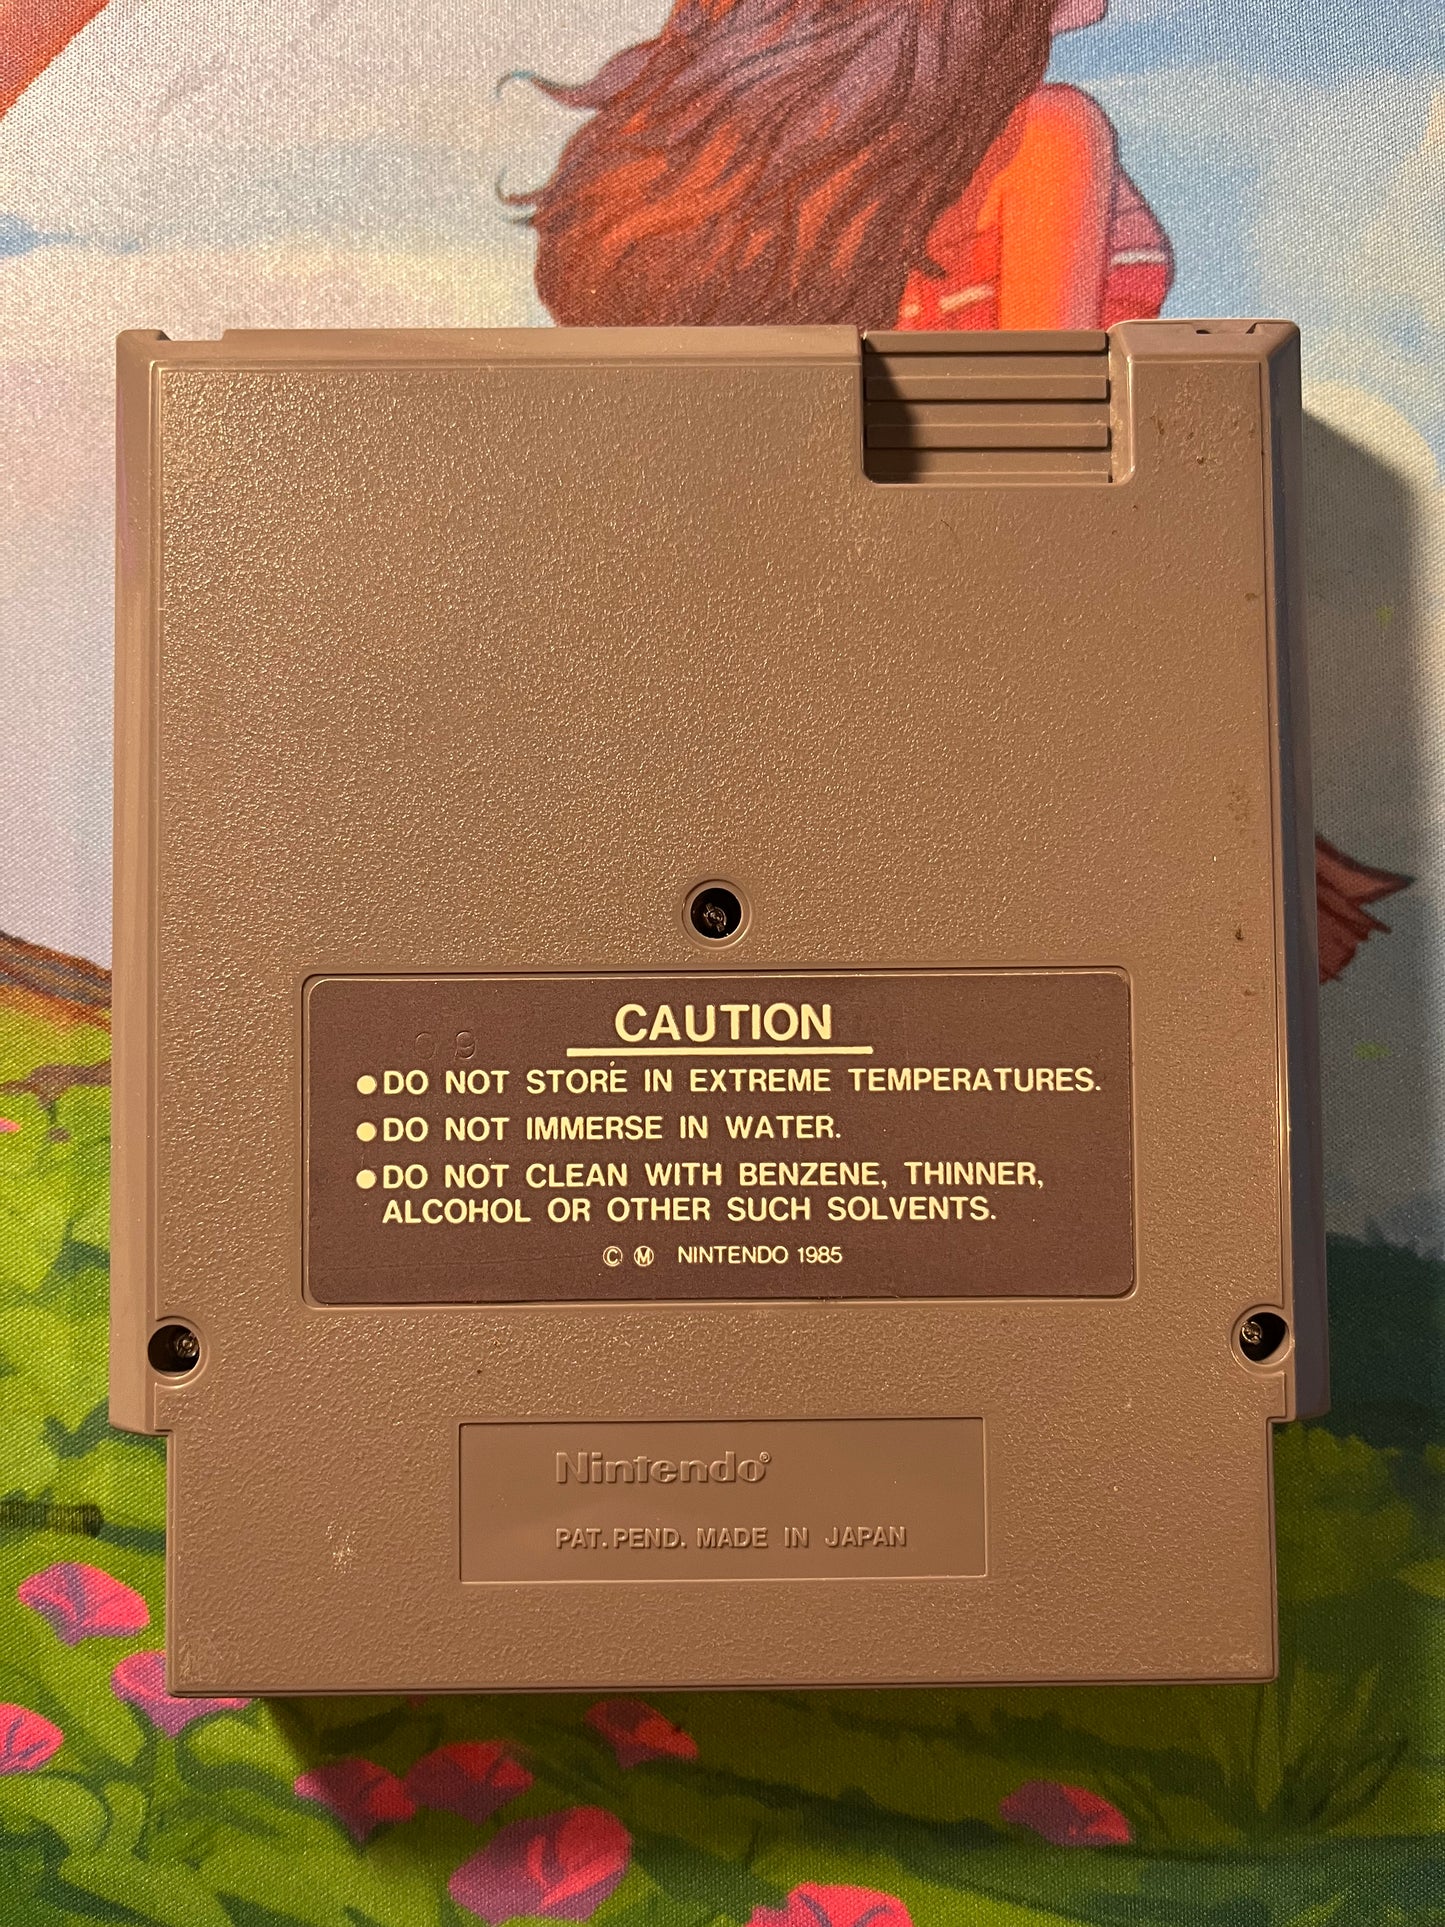 CAUTION
09
●DO NOT STORE IN EXTREME TEMPERATURES.
●DO NOT IMMERSE IN WATER.
●DO NOT CLEAN WITH BENZENE, THINNER,
ALCOHOL OR OTHER SUCH SOLVENTS.
Ⓒ Ⓜ NINTENDO 1985
Nintendo®
PAT. PEND. MADE IN JAPAN